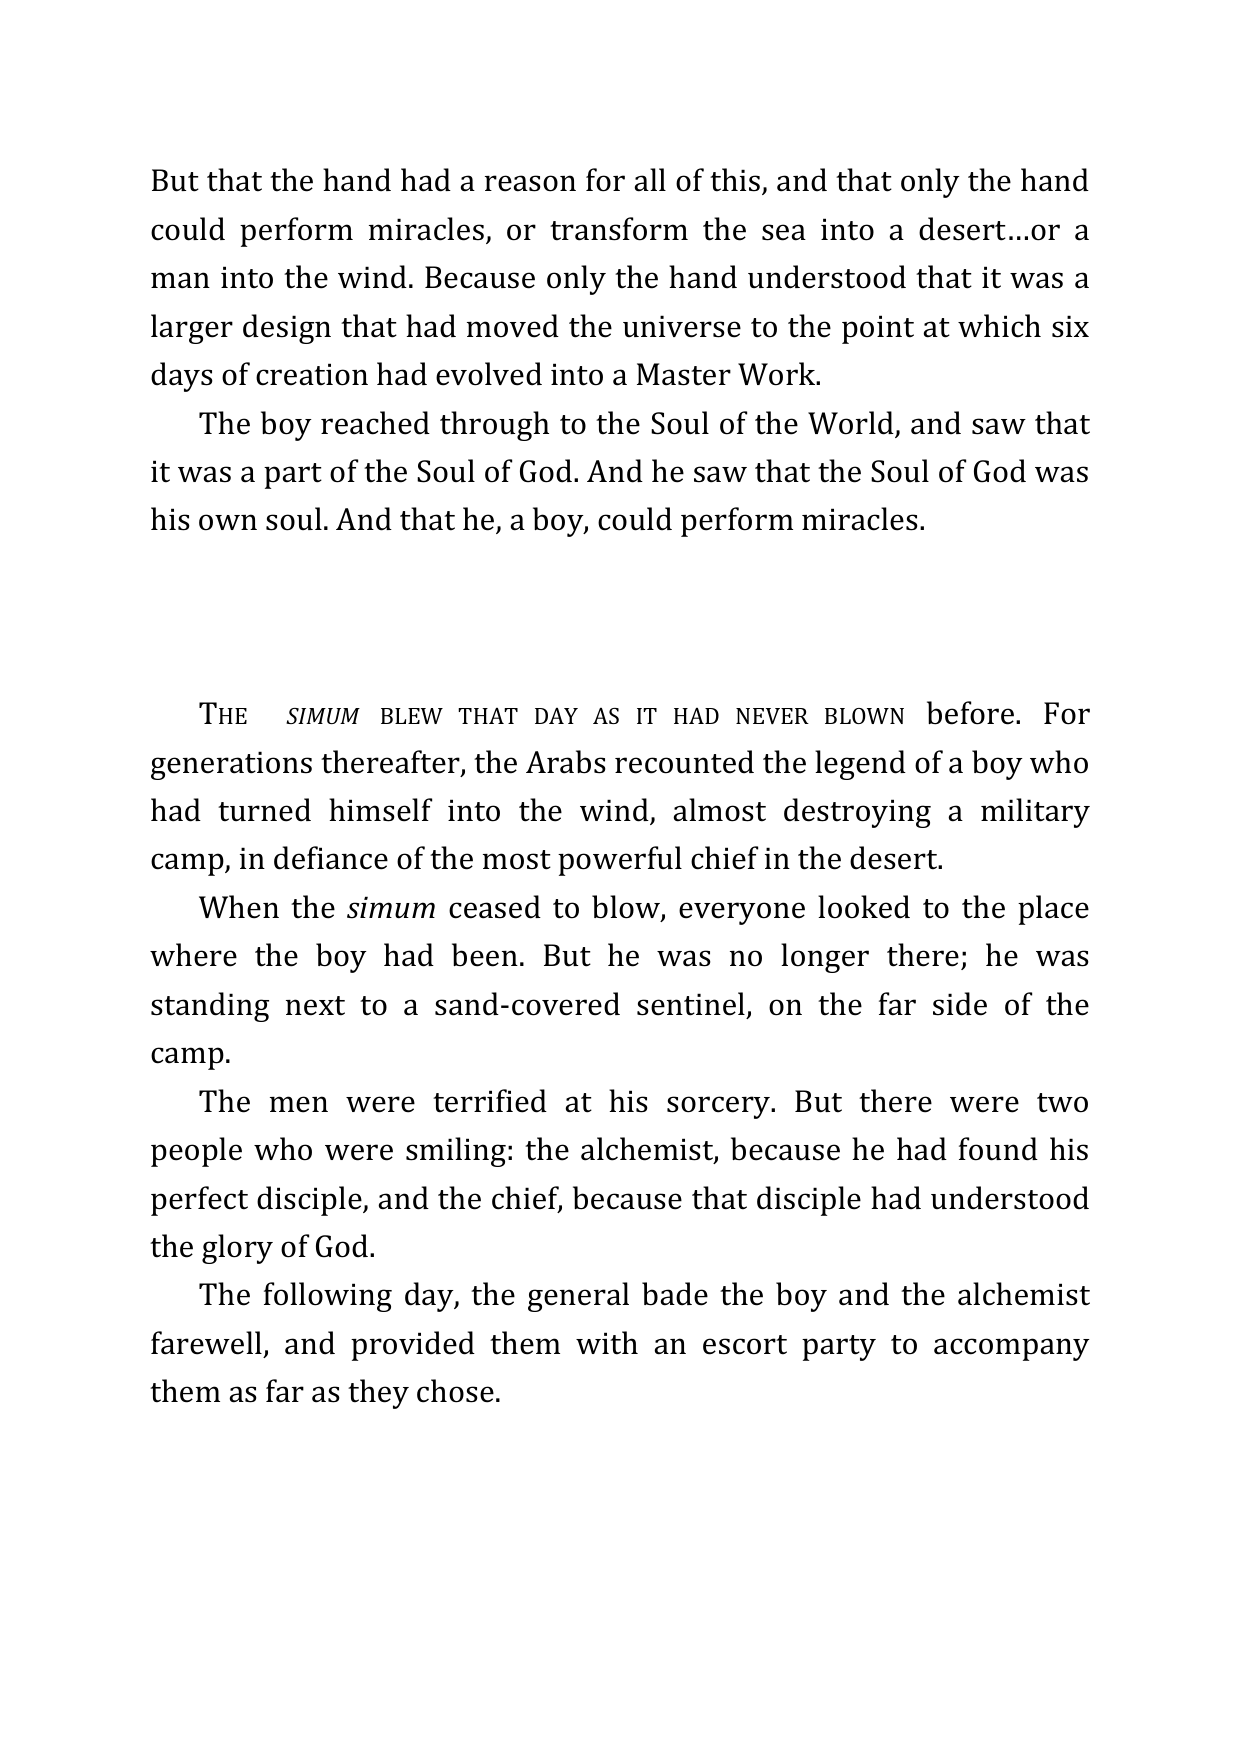 But that the hand had a reason for all of this, and that only the hand
could perform miracles, or transform the sea into a desert…or a
man into the wind. Because only the hand understood that it was a
larger design that had moved the universe to the point at which six
days of creation had evolved into a Master Work.
The boy reached through to the Soul of the World, and saw that
it was a part of the Soul of God. And he saw that the Soul of God was
his own soul. And that he, a boy, could perform miracles.
THE SIMUM BLEW THAT DAY AS IT HAD NEVER BLOWN before. For
generations thereafter, the Arabs recounted the legend of a boy who
had turned himself into the wind, almost destroying a military
camp, in defiance of the most powerful chief in the desert.
When the simum ceased to blow, everyone looked to the place
where the boy had been. But he was no longer there; he was
standing next to a sand-covered sentinel, on the far side of the
camp.
The men were terrified at his sorcery. But there were two
people who were smiling: the alchemist, because he had found his
perfect disciple, and the chief, because that disciple had understood
the glory of God.
The following day, the general bade the boy and the alchemist
farewell, and provided them with an escort party to accompany
them as far as they chose.